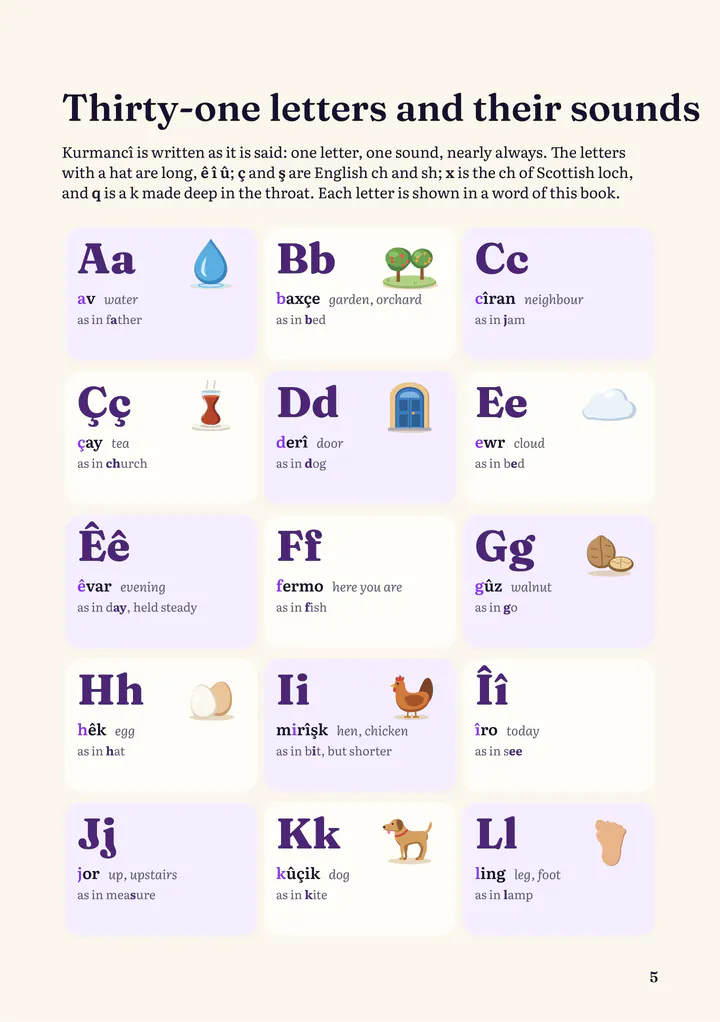 Thirty-one letters and their sounds
Kurmancî is written as it is said: one letter, one sound, nearly always. The letters
with a hat are long, ê î û; ç and ş are English ch and sh; x is the ch of Scottish loch,
and q is a k made deep in the throat. Each letter is shown in a word of this book.
Aa
av water
as in father
Bb
baxçe garden, orchard
as in bed
Cc
cîran neighbour
as in jam
Çç
çay tea
as in church
Dd
derî door
as in dog
Ee
ewr cloud
as in bed
Êê
êvar evening
as in day, held steady
Ff
fermo here you are
as in fish
Gg
gûz walnut
as in go
Hh
hêk egg
as in hat
Ii
mirîşk hen, chicken
as in bit, but shorter
Îî
îro today
as in see
Jj
jor up, upstairs
as in measure
Kk
kûçik dog
as in kite
Ll
ling leg, foot
as in lamp
5